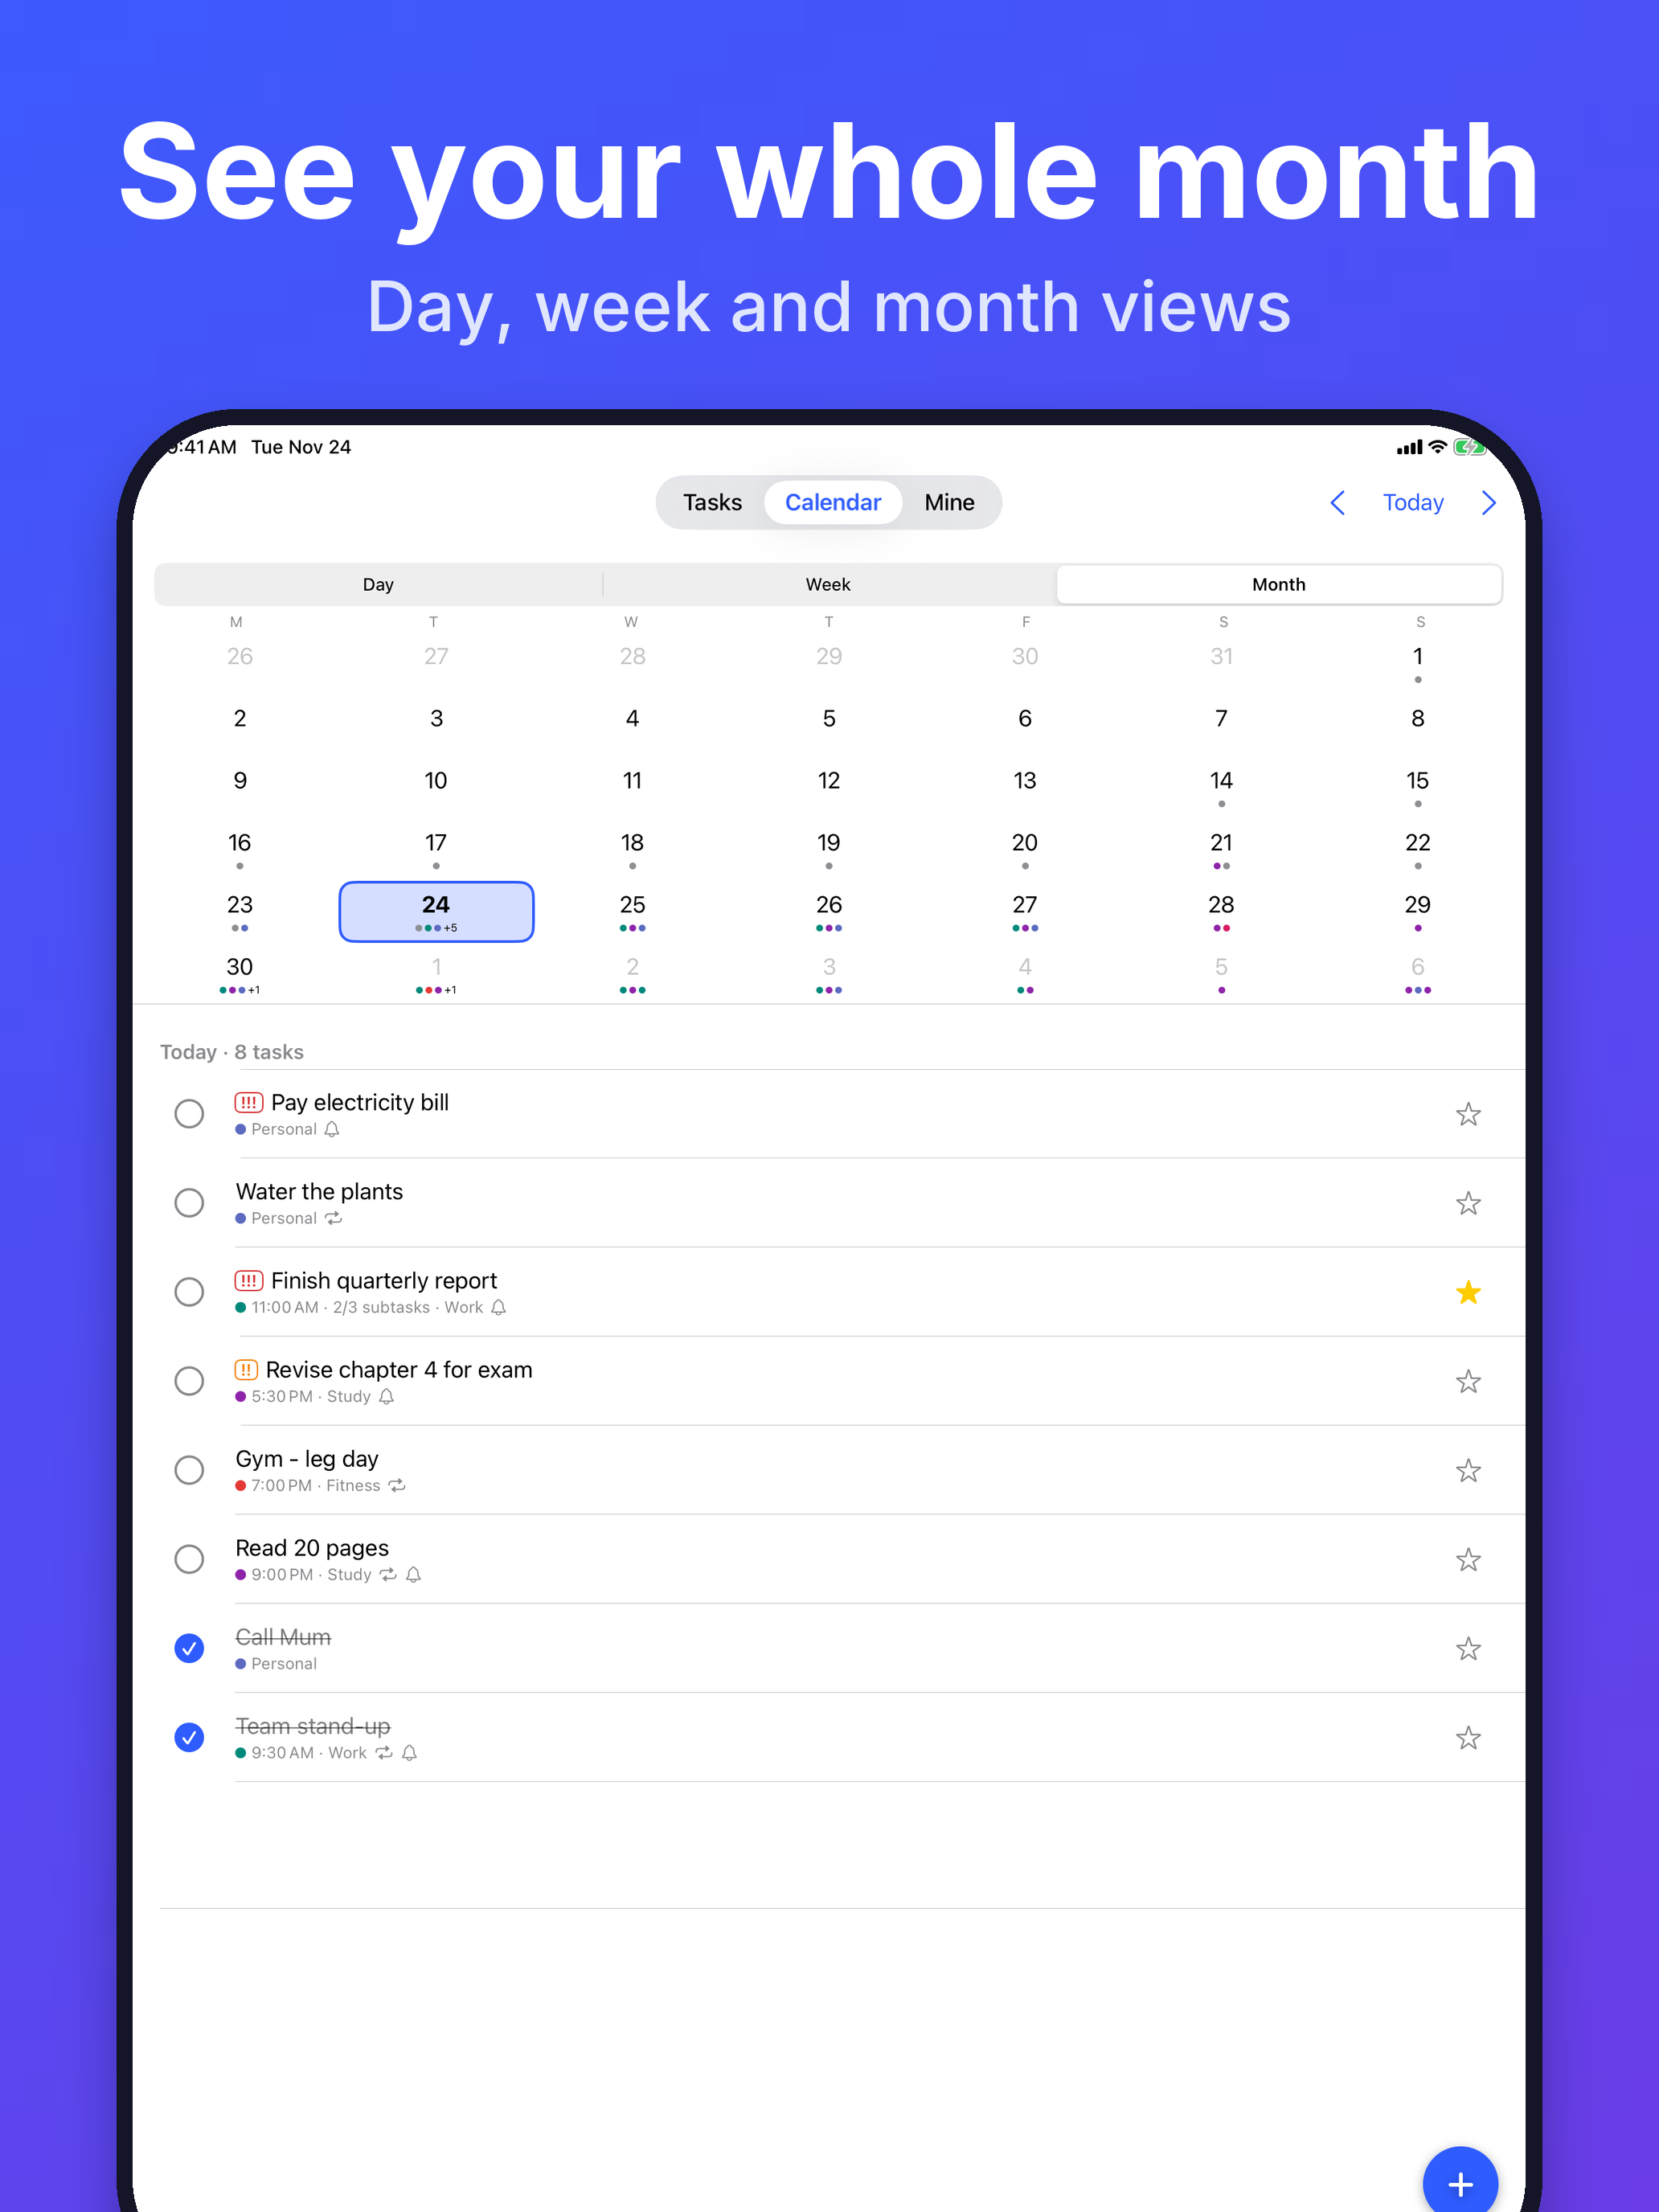 See your whole month
Day, week and month views
9:41 AM Tue Nov 24
Tasks Calendar Mine Today
Day Week Month
M T W T F S S
26 27 28 29 30 31 1
2 3 4 5 6 7 8
9 10 11 12 13 14 15
16 17 18 19 20 21 22
23 24 25 26 27 28 29
+5
30 1 2 3 4 5 6
+1 +1
Today · 8 tasks
!!! Pay electricity bill
Personal
Water the plants
Personal
!!! Finish quarterly report
11:00 AM · 2/3 subtasks · Work
!! Revise chapter 4 for exam
5:30 PM · Study
Gym - leg day
7:00 PM · Fitness
Read 20 pages
9:00 PM · Study
Call Mum
Personal
Team stand-up
9:30 AM · Work